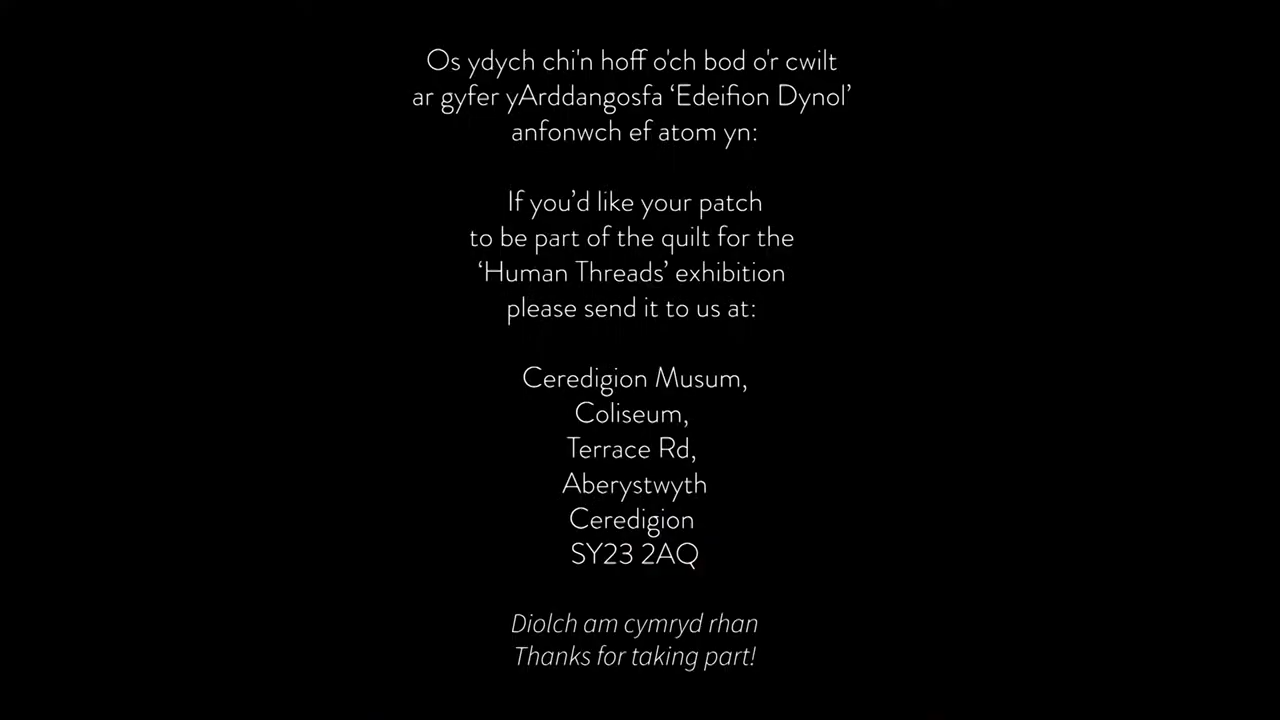 Os ydych chi'n hoff o'ch bod o'r cwilt
ar gyfer yArddangosfa ‘Edeifion Dynol’
anfonwch ef atom yn:
If you’d like your patch
to be part of the quilt for the
‘Human Threads’ exhibition
please send it to us at:
Ceredigion Musum,
Coliseum,
Terrace Rd,
Aberystwyth
Ceredigion
SY23 2AQ
Diolch am cymryd rhan
Thanks for taking part!